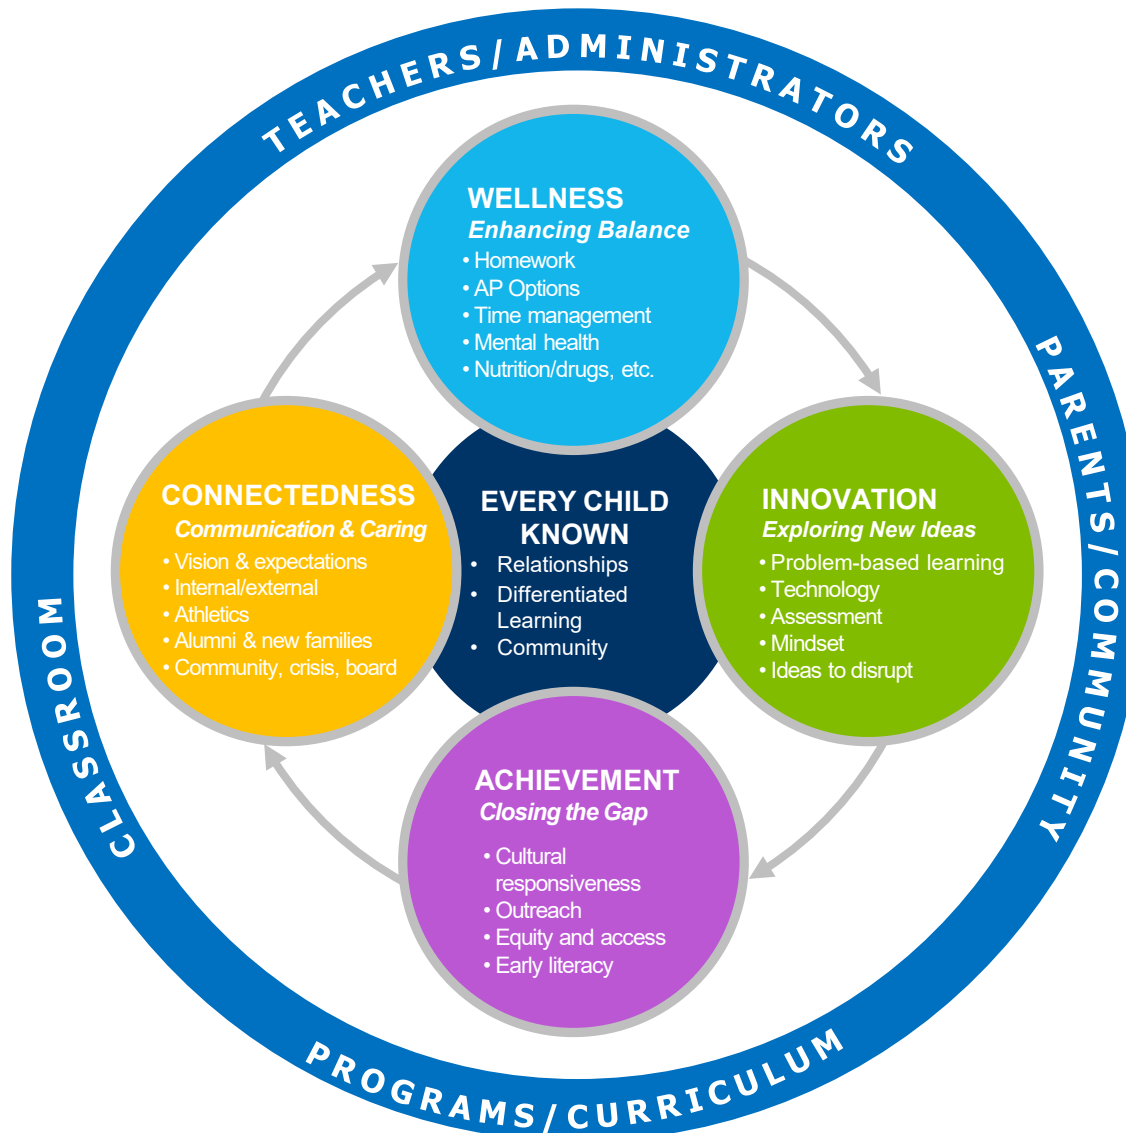 TEACHERS/ADMINISTRATORS
WELLNESS
Enhancing Balance
• Homework
• AP Options
• Time management
• Mental health
• Nutrition/drugs, etc.
PARENTS/COMMUNITY
CONNECTEDNESS
Communication & Caring
• Vision & expectations
• Internal/external
• Athletics
• Alumni & new families
• Community, crisis, board
EVERY CHILD
KNOWN
• Relationships
• Differentiated
Learning
• Community
INNOVATION
Exploring New Ideas
• Problem-based learning
• Technology
• Assessment
• Mindset
• Ideas to disrupt
CLASSROOM
ACHIEVEMENT
Closing the Gap
• Cultural
responsiveness
• Outreach
• Equity and access
• Early literacy
PROGRAMS/CURRICULUM